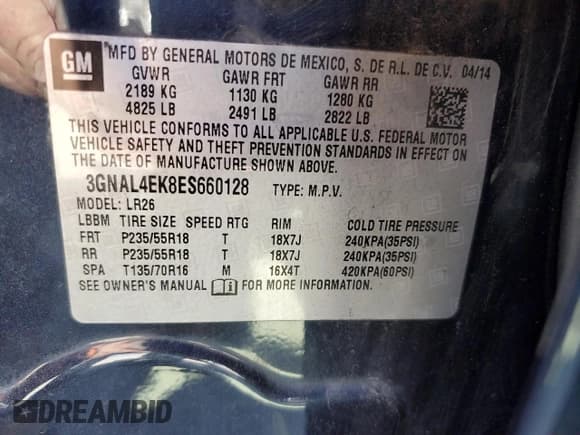 GM
MFD BY GENERAL MOTORS DE MEXICO, S. DE R.L. DE C.V. 04/14
GVWR GAWR FRT GAWR RR
2189 KG 1130 KG 1280 KG
4825 LB 2491 LB 2822 LB
THIS VEHICLE CONFORMS TO ALL APPLICABLE U.S. FEDERAL MOTOR
VEHICLE SAFETY AND THEFT PREVENTION STANDARDS IN EFFECT ON
THE DATE OF MANUFACTURE SHOWN ABOVE.
3GNAL4EK8ES660128 TYPE: M.P.V.
MODEL: LR26
LBBM TIRE SIZE SPEED RTG RIM COLD TIRE PRESSURE
FRT P235/55R18 T 18X7J 240KPA(35PSI)
RR P235/55R18 T 18X7J 240KPA(35PSI)
SPA T135/70R16 M 16X4T 420KPA(60PSI)
SEE OWNER'S MANUAL i FOR MORE INFORMATION.
DREAMBID